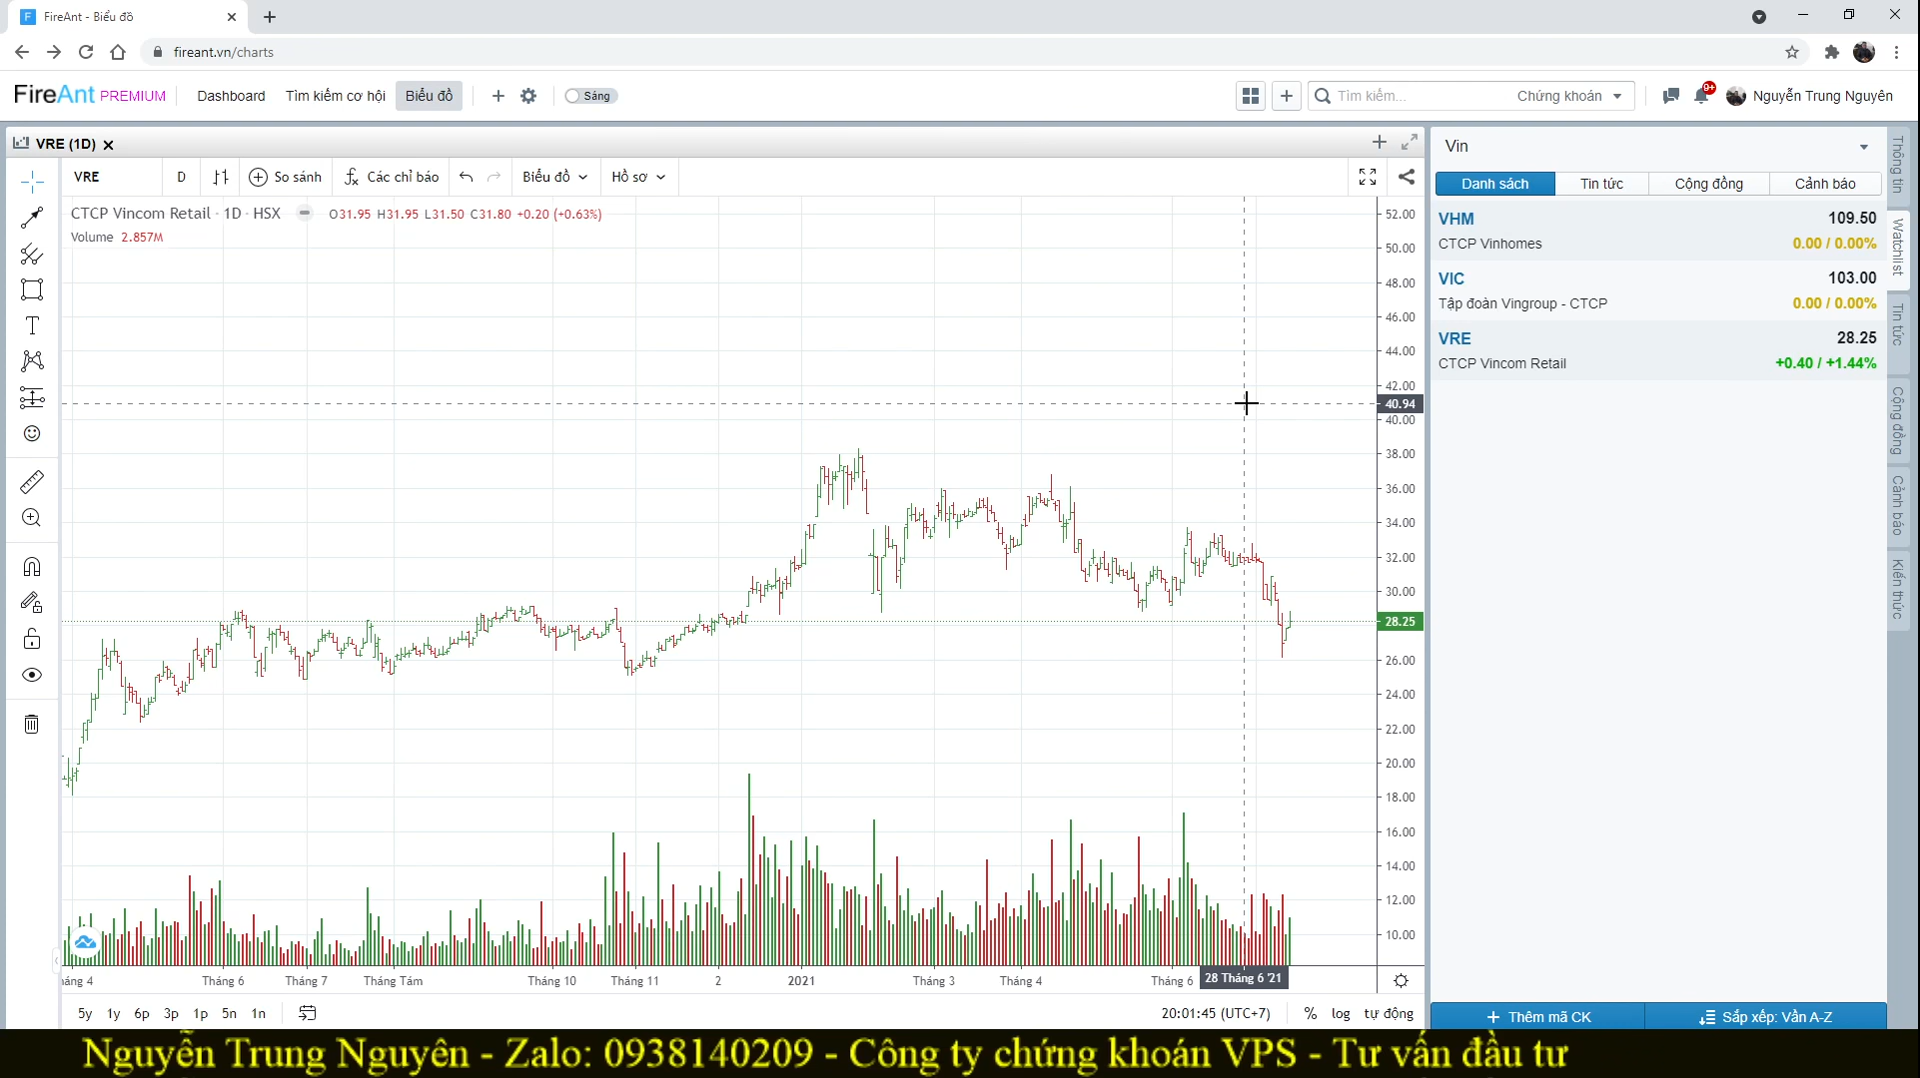 FireAnt - Biểu đồ
fireant.vn/charts
FireAnt PREMIUM Dashboard Tìm kiếm cơ hội Biểu đồ Sáng Tìm kiếm... Chứng khoán 9+ Nguyễn Trung Nguyên
VRE (1D)
VRE D So sánh Các chỉ báo Biểu đồ Hồ sơ
CTCP Vincom Retail · 1D · HSX O31.95 H31.95 L31.50 C31.80 +0.20 (+0.63%)
Volume 2.857M
52.00
50.00
48.00
46.00
44.00
42.00
40.94
40.00
38.00
36.00
34.00
32.00
30.00
28.25
26.00
24.00
22.00
20.00
18.00
16.00
14.00
12.00
10.00
háng 4 Tháng 6 Tháng 7 Tháng Tám Tháng 10 Tháng 11 2 2021 Tháng 3 Tháng 4 Tháng 6 28 Tháng 6 '21
5y 1y 6p 3p 1p 5n 1n 20:01:45 (UTC+7) % log tự động
Vin
Danh sách Tin tức Cộng đồng Cảnh báo
VHM 109.50
CTCP Vinhomes 0.00 / 0.00%
VIC 103.00
Tập đoàn Vingroup - CTCP 0.00 / 0.00%
VRE 28.25
CTCP Vincom Retail +0.40 / +1.44%
Thông tin
Watchlist
Tin tức
Cộng đồng
Cảnh báo
Kiến thức
Thêm mã CK Sắp xếp: Vần A-Z
Nguyễn Trung Nguyên - Zalo: 0938140209 - Công ty chứng khoán VPS - Tư vấn đầu tư